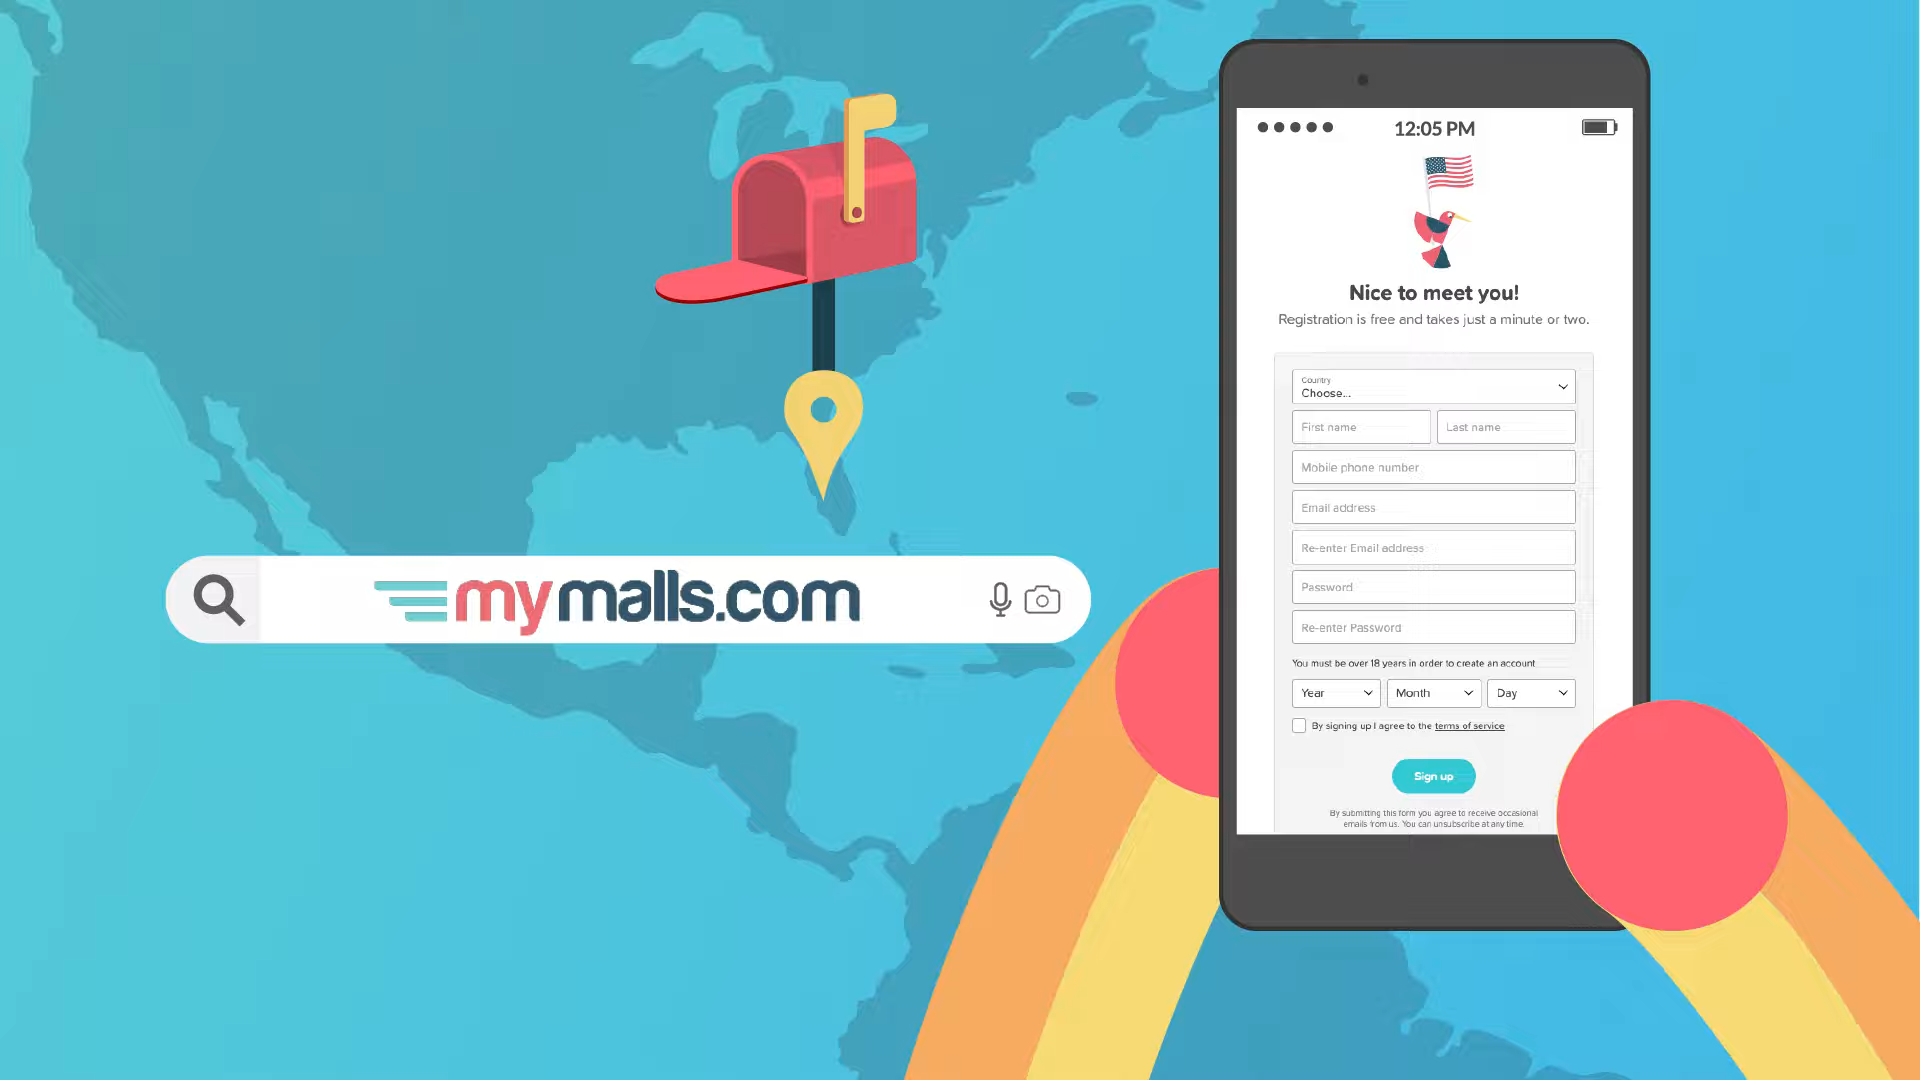 mymalls.com
12:05 PM
Nice to meet you!
Registration is free and takes just a minute or two.
Country
Choose...
First name
Last name
Mobile phone number
Email address
Re-enter Email address
Password
Re-enter Password
You must be over 18 years in order to create an account
Year
Month
Day
By signing up I agree to the terms of service
Sign up
By submitting this form you agree to receive occasional
emails from us. You can unsubscribe at any time.